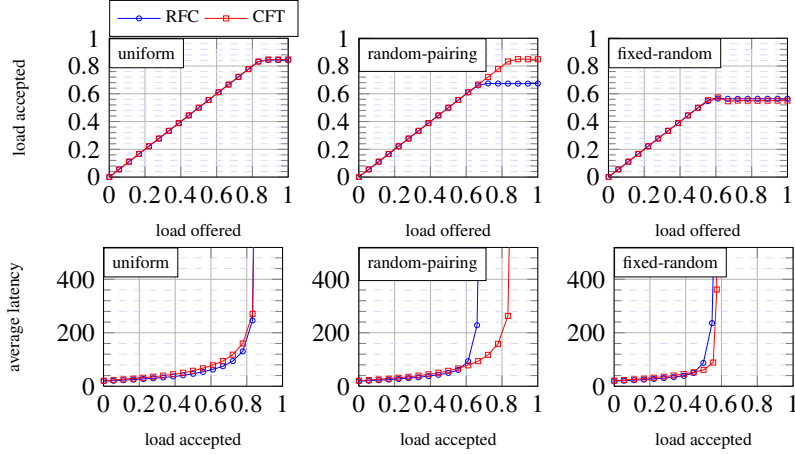 RFC CFT
uniform random-pairing fixed-random
load accepted
1 1 1
0.8 0.8 0.8
0.6 0.6 0.6
0.4 0.4 0.4
0.2 0.2 0.2
0 0 0
0 0.2 0.4 0.6 0.8 1 0 0.2 0.4 0.6 0.8 1 0 0.2 0.4 0.6 0.8 1
load offered load offered load offered
uniform random-pairing fixed-random
average latency
400 400 400
200 200 200
0 0 0
0 0.2 0.4 0.6 0.8 1 0 0.2 0.4 0.6 0.8 1 0 0.2 0.4 0.6 0.8 1
load accepted load accepted load accepted